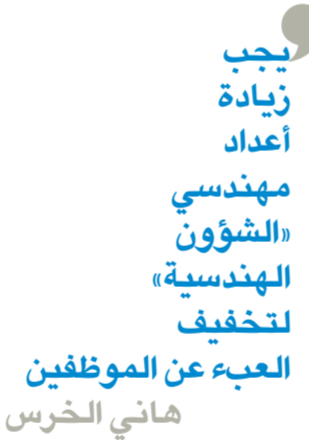 يجب
زيادة
أعداد
مهندسي
«الشؤون
الهندسية»
لتخفيف
العبء عن الموظفين
هاني الخرس